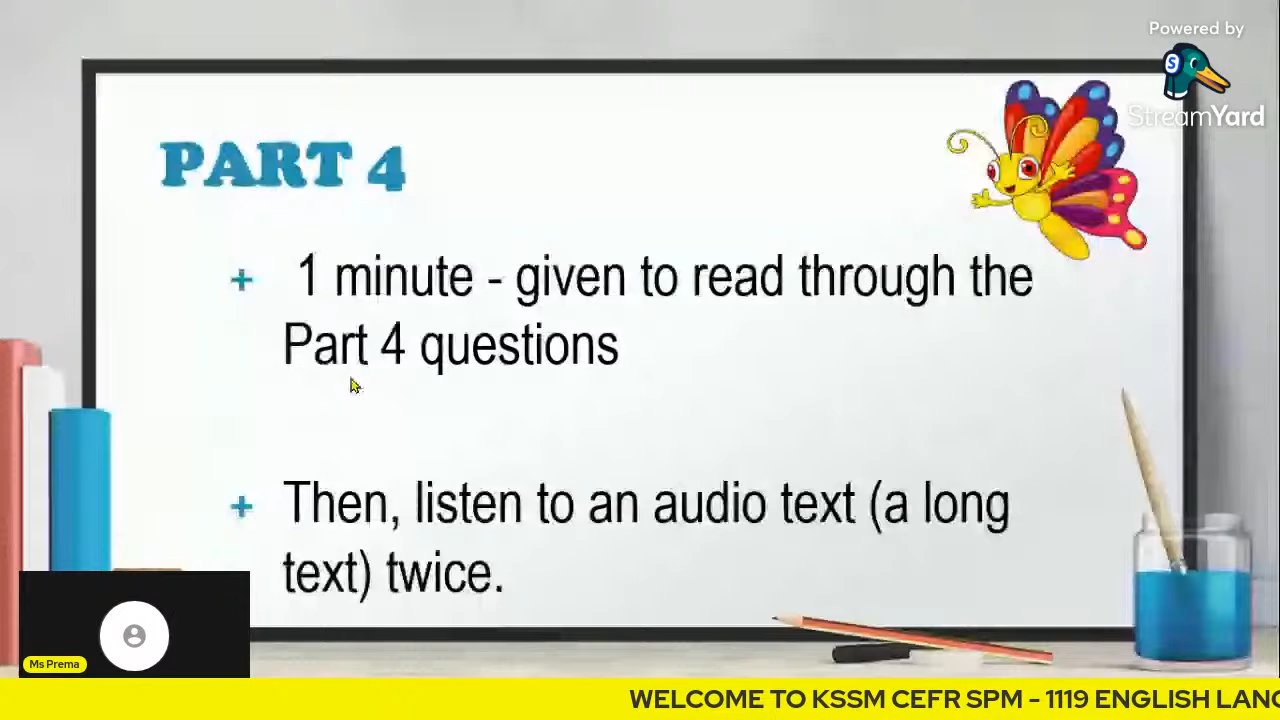 Powered by
StreamYard
PART 4
+ 1 minute - given to read through the
Part 4 questions
+ Then, listen to an audio text (a long
text) twice.
Ms Prema
WELCOME TO KSSM CEFR SPM - 1119 ENGLISH LANG